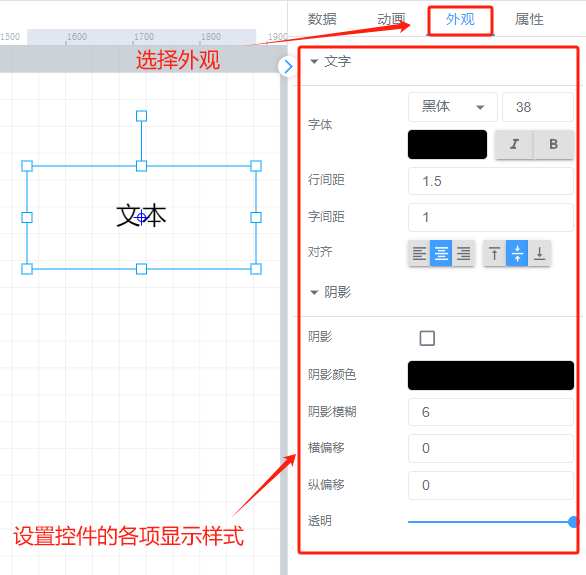 数据 动画 外观 属性
1500 1600 1700 1800 1900
选择外观
文字
字体 黑体 38
I B
行间距 1.5
文本
字间距 1
对齐
阴影
阴影
阴影颜色
阴影模糊 6
横偏移 0
纵偏移 0
透明
设置控件的各项显示样式